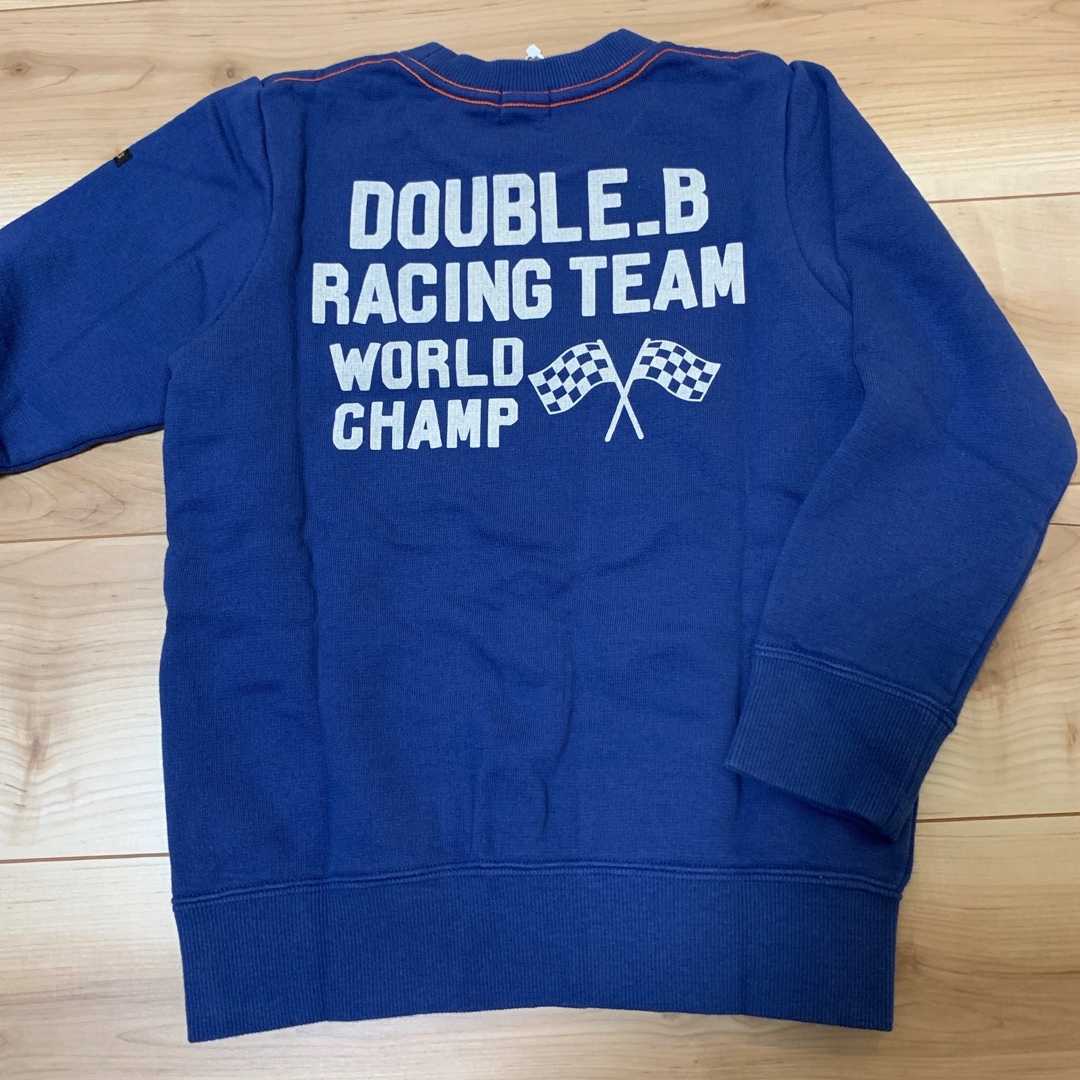 DOUBLE_B
RACING TEAM
WORLD
CHAMP